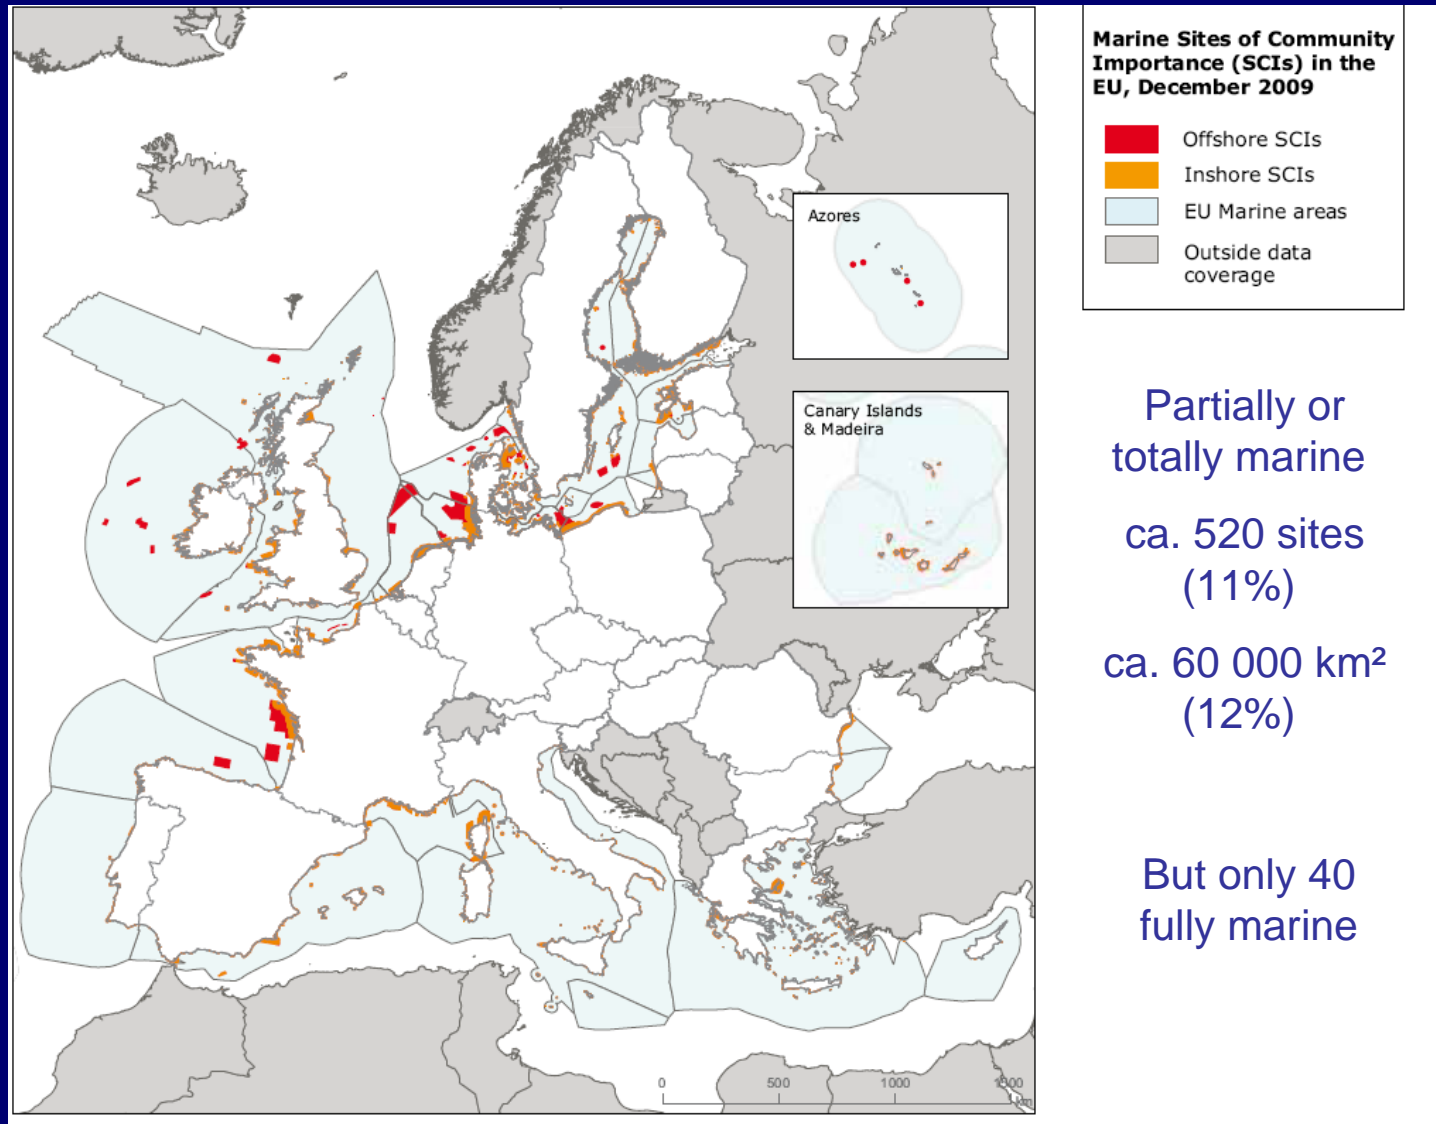 Marine Sites of Community
Importance (SCIs) in the
EU, December 2009
Offshore SCIs
Inshore SCIs
EU Marine areas
Outside data
coverage
Azores
Canary Islands
& Madeira
0 500 1000 1500
km
Partially or
totally marine
ca. 520 sites
(11%)
ca. 60 000 km²
(12%)
But only 40
fully marine